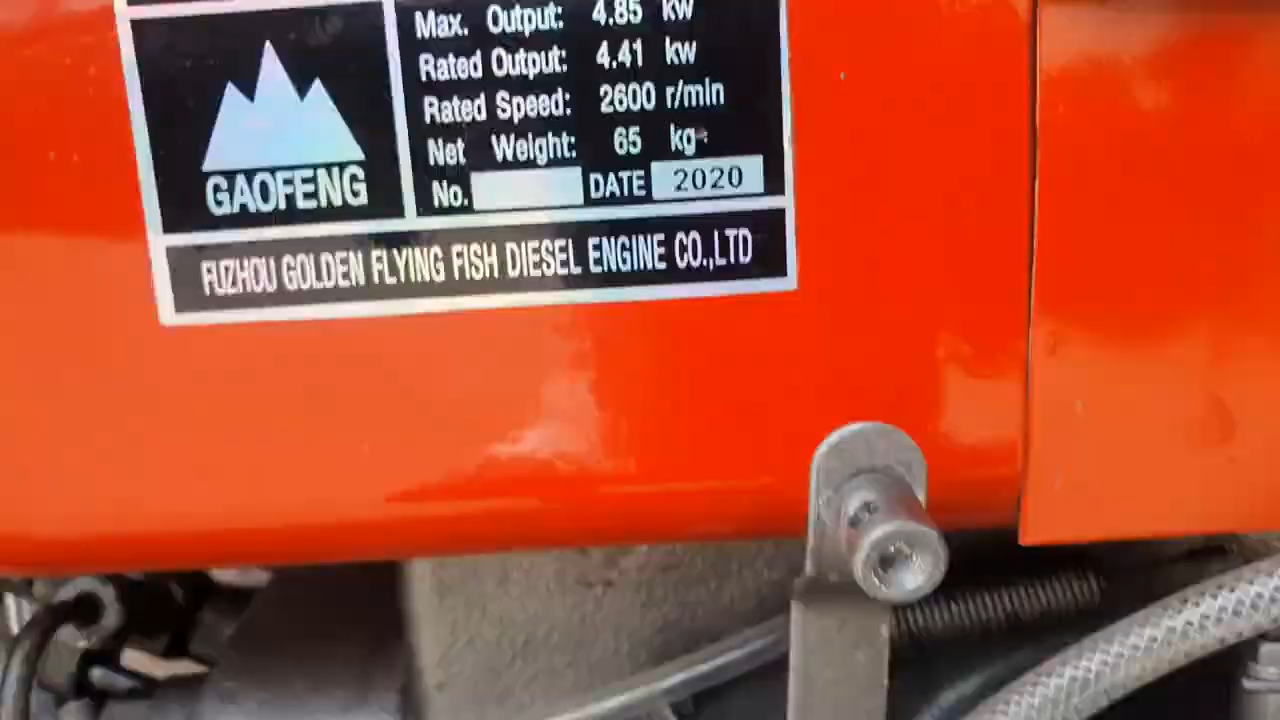 Max. Output: 4.85 kw
Rated Output: 4.41 kw
Rated Speed: 2600 r/min
Net Weight: 65 kg
No. DATE 2020
GAOFENG
FUZHOU GOLDEN FLYING FISH DIESEL ENGINE CO.,LTD